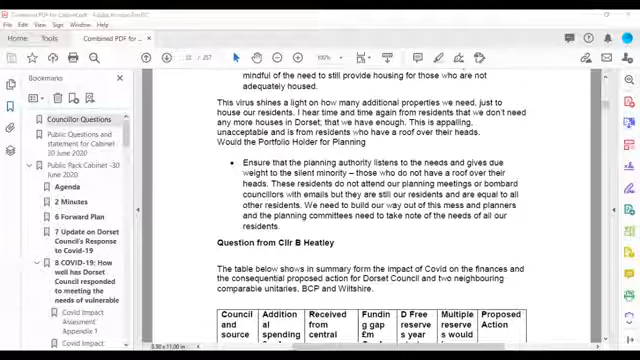 Combined PDF for Cabinet.pdf - Adobe Acrobat Reader DC
File Edit View Sign Window Help
Home Tools Combined PDF for Ca... ×
/ 257 100%
Bookmarks ×
Councillor Questions
Public Questions and statement for Cabinet 30 June 2020
Public Pack Cabinet -30 June 2020
Agenda
2 Minutes
6 Forward Plan
7 Update on Dorset Council's Response to Covid-19
8 COVID-19: How well has Dorset Council responded to meeting the needs of vulnerable
Covid Impact Assesment Appendix 1
Covid Impact
mindful of the need to still provide housing for those who are not
adequately housed.
This virus shines a light on how many additional properties we need, just to
house our residents. I hear time and time again from residents that we don't need
any more houses in Dorset; that we have enough. This is appalling,
unacceptable and is from residents who have a roof over their heads.
Would the Portfolio Holder for Planning
• Ensure that the planning authority listens to the needs and gives due
weight to the silent minority – those who do not have a roof over their
heads. These residents do not attend our planning meetings or bombard
councillors with emails but they are still our residents and are equal to all
other residents. We need to build our way out of this mess and planners
and the planning committees need to take note of the needs of all our
residents.
Question from Cllr B Heatley
The table below shows in summary form the impact of Covid on the finances and
the consequential proposed action for Dorset Council and two neighbouring
comparable unitaries, BCP and Wiltshire.
Council and source
Addition al spending
Received from central
Fundin g gap £m
D Free reserve s year
Multiple reserve s would
Proposed Action
8.50 x 11.00 in